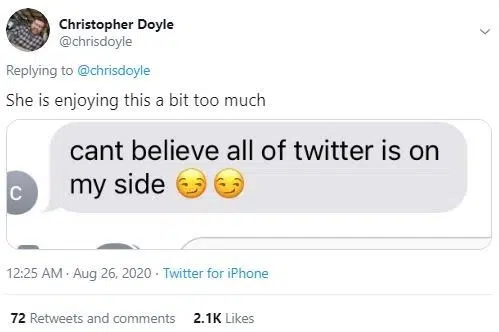 Christopher Doyle
@chrisdoyle
Replying to @chrisdoyle
She is enjoying this a bit too much
cant believe all of twitter is on
my side 😏😏
C
12:25 AM · Aug 26, 2020 · Twitter for iPhone
72 Retweets and comments 2.1K Likes